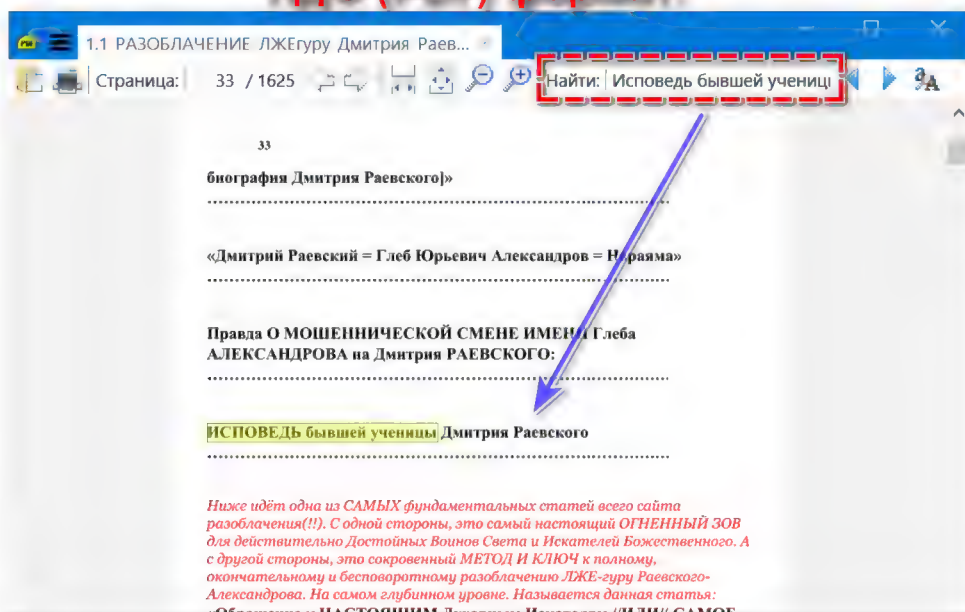 1.1 РАЗОБЛАЧЕНИЕ ЛЖЕгуру Дмитрия Раев...
Страница: 33 / 1625 Найти: Исповедь бывшей учениц
33
биография Дмитрия Раевского]»
«Дмитрий Раевский = Глеб Юрьевич Александров = Нараяма»
Правда О МОШЕННИЧЕСКОЙ СМЕНЕ ИМЕНИ Глеба
АЛЕКСАНДРОВА на Дмитрия РАЕВСКОГО:
ИСПОВЕДЬ бывшей ученицы Дмитрия Раевского
Ниже идёт одна из САМЫХ фундаментальных статей всего сайта
разоблачения(!!). С одной стороны, это самый настоящий ОГНЕННЫЙ ЗОВ
для действительно Достойных Воинов Света и Искателей Божественного. А
с другой стороны, это сокровенный МЕТОД И КЛЮЧ к полному,
окончательному и бесповоротному разоблачению ЛЖЕ-гуру Раевского-
Александрова. На самом глубинном уровне. Называется данная статья: